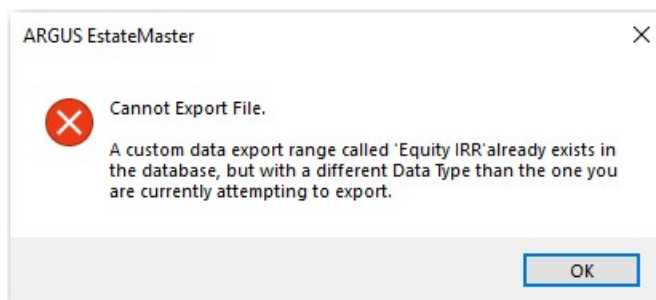 ARGUS EstateMaster
Cannot Export File.
A custom data export range called 'Equity IRR'already exists in
the database, but with a different Data Type than the one you
are currently attempting to export.
OK